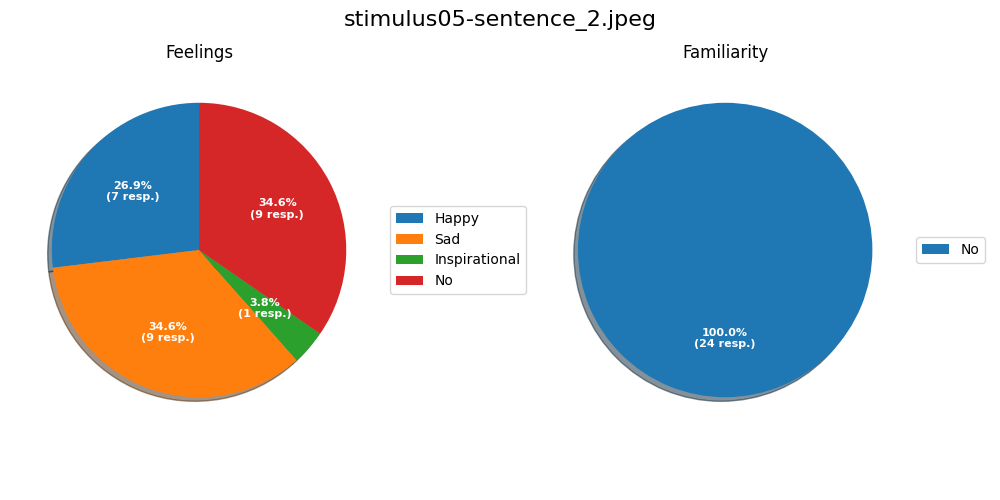 stimulus05-sentence_2.jpeg
Feelings
26.9%
(7 resp.)
34.6%
(9 resp.)
3.8%
(1 resp.)
34.6%
(9 resp.)
Happy
Sad
Inspirational
No
Familiarity
100.0%
(24 resp.)
No